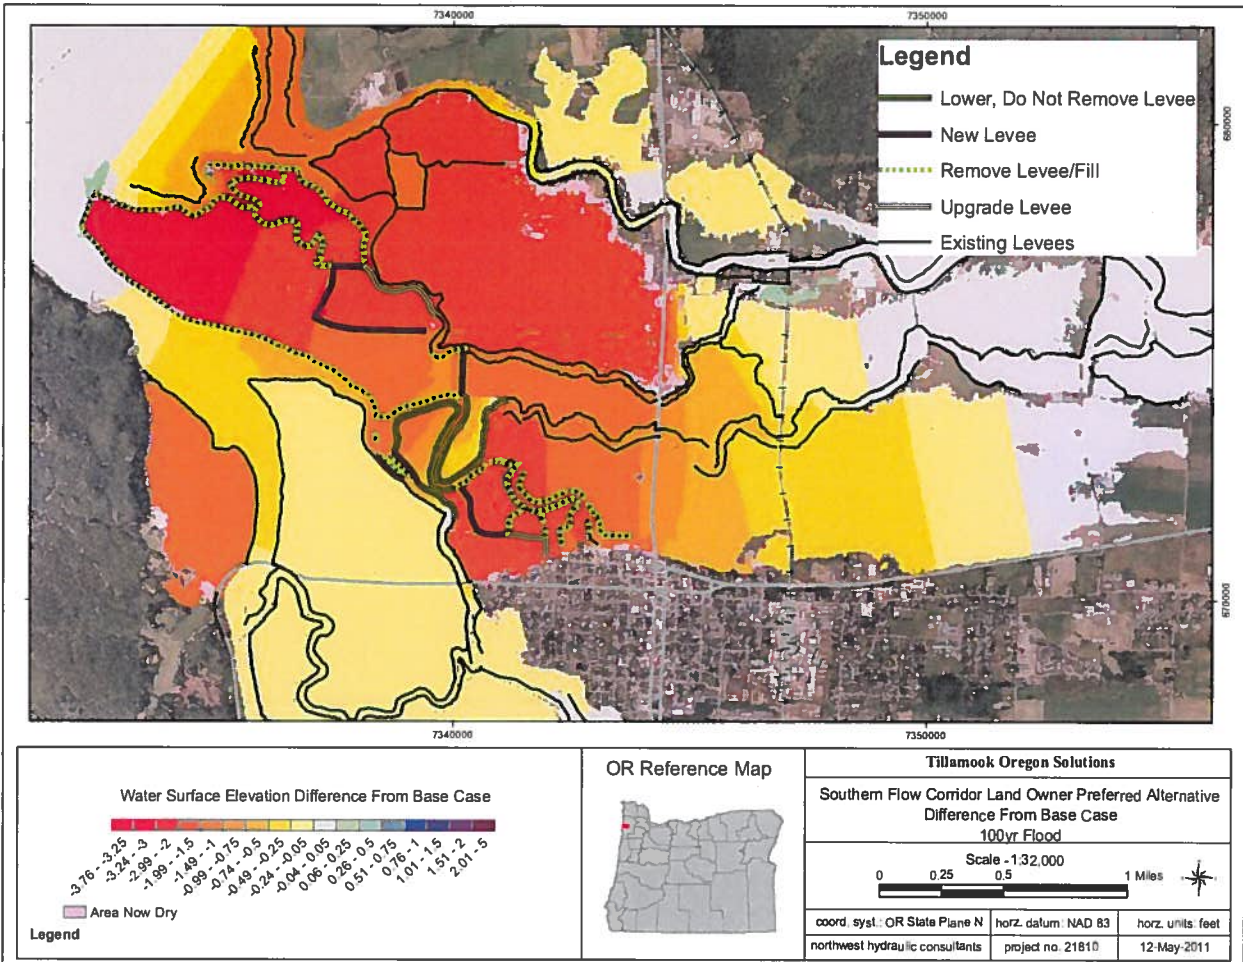 7340000
7350000
Legend
Lower, Do Not Remove Levee
New Levee
Remove Levee/Fill
Upgrade Levee
Existing Levees
680000
670000
7340000
7350000
Water Surface Elevation Difference From Base Case
-3.76 - -3.25
-3.24 - -3
-2.99 - -2
-1.99 - -1.5
-1.49 - -1
-0.99 - -0.75
-0.74 - -0.5
-0.49 - -0.25
-0.24 - -0.05
-0.04 - 0.05
0.06 - 0.25
0.26 - 0.5
0.51 - 0.75
0.76 - 1
1.01 - 1.5
1.51 - 2
2.01 - 5
Area Now Dry
Legend
OR Reference Map
Tillamook Oregon Solutions
Southern Flow Corridor Land Owner Preferred Alternative
Difference From Base Case
100yr Flood
Scale - 1:32,000
0 0.25 0.5 1 Miles
coord. syst.: OR State Plane N horz. datum: NAD 83 horz. units: feet
northwest hydraulic consultants project no. 21810 12-May-2011